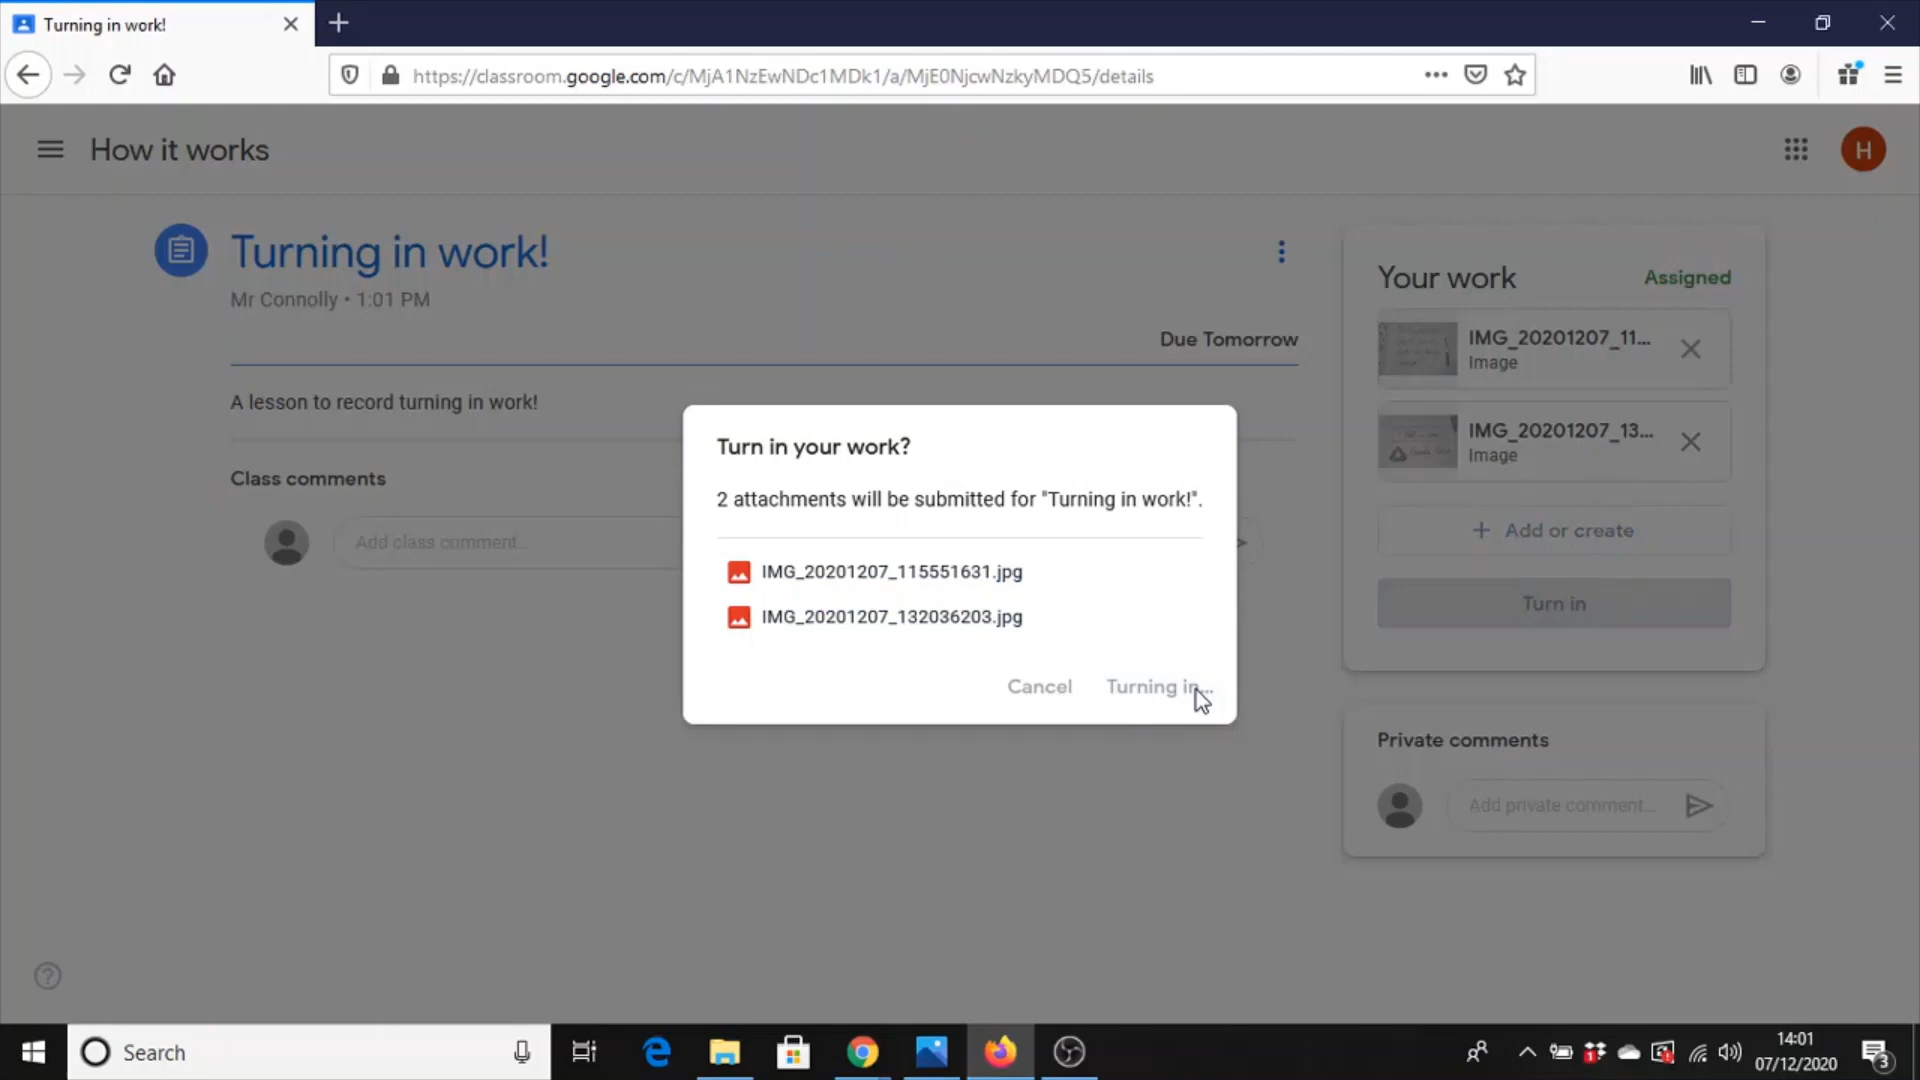 Turning in work!
https://classroom.google.com/c/MjA1NzEwNDc1MDk1/a/MjE0NjcwNzkyMDQ5/details
How it works
H
Turning in work!
Mr Connolly • 1:01 PM
Due Tomorrow
A lesson to record turning in work!
Class comments
Add class comment...
Your work
Assigned
IMG_20201207_11...
Image
IMG_20201207_13...
Image
+ Add or create
Turn in
Private comments
Add private comment...
Turn in your work?
2 attachments will be submitted for "Turning in work!".
IMG_20201207_115551631.jpg
IMG_20201207_132036203.jpg
Cancel
Turning in...
Search
14:01
07/12/2020
3